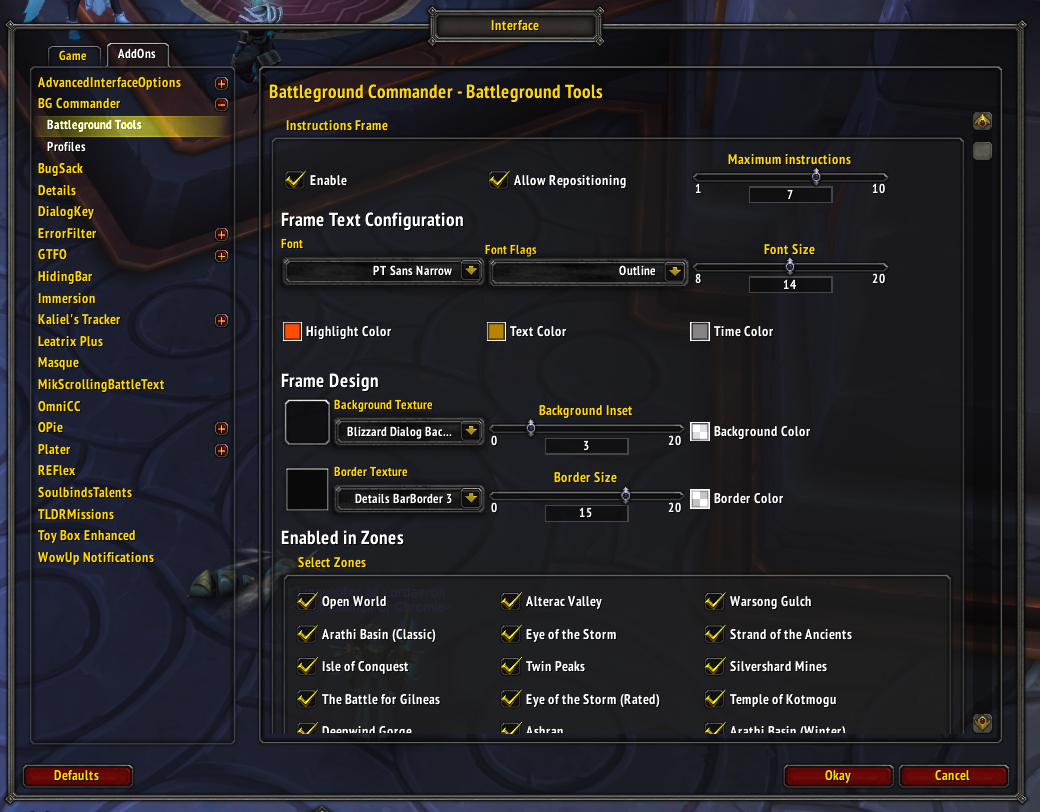 Interface
Game
AddOns
AdvancedInterfaceOptions
BG Commander
Battleground Tools
Profiles
BugSack
Details
DialogKey
ErrorFilter
GTFO
HidingBar
Immersion
Kaliel's Tracker
Leatrix Plus
Masque
MikScrollingBattleText
OmniCC
OPie
Plater
REFlex
SoulbindsTalents
TLDRMissions
Toy Box Enhanced
WowUp Notifications
Battleground Commander - Battleground Tools
Instructions Frame
Enable
Allow Repositioning
Maximum instructions
1
7
10
Frame Text Configuration
Font
PT Sans Narrow
Font Flags
Outline
Font Size
8
14
20
Highlight Color
Text Color
Time Color
Frame Design
Background Texture
Blizzard Dialog Bac...
Background Inset
0
3
20
Background Color
Border Texture
Details BarBorder 3
Border Size
0
15
20
Border Color
Enabled in Zones
Select Zones
Open World
Alterac Valley
Warsong Gulch
Arathi Basin (Classic)
Eye of the Storm
Strand of the Ancients
Isle of Conquest
Twin Peaks
Silvershard Mines
The Battle for Gilneas
Eye of the Storm (Rated)
Temple of Kotmogu
Deepwind Gorge
Ashran
Arathi Basin (Winter)
Defaults
Okay
Cancel